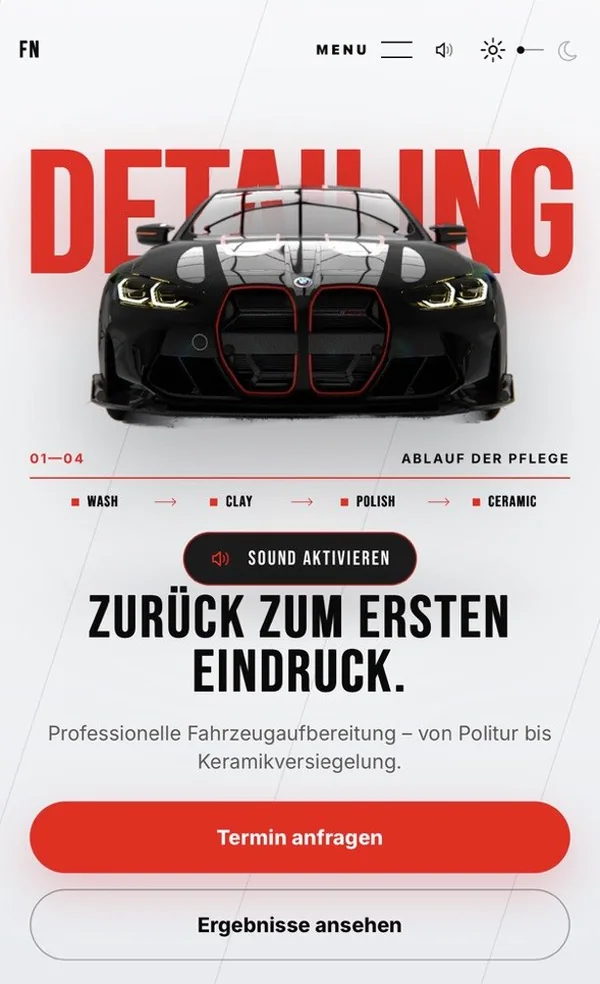 FN
MENU
DETAILING
01—04
ABLAUF DER PFLEGE
WASH → CLAY → POLISH → CERAMIC
SOUND AKTIVIEREN
ZURÜCK ZUM ERSTEN
EINDRUCK.
Professionelle Fahrzeugaufbereitung – von Politur bis
Keramikversiegelung.
Termin anfragen
Ergebnisse ansehen